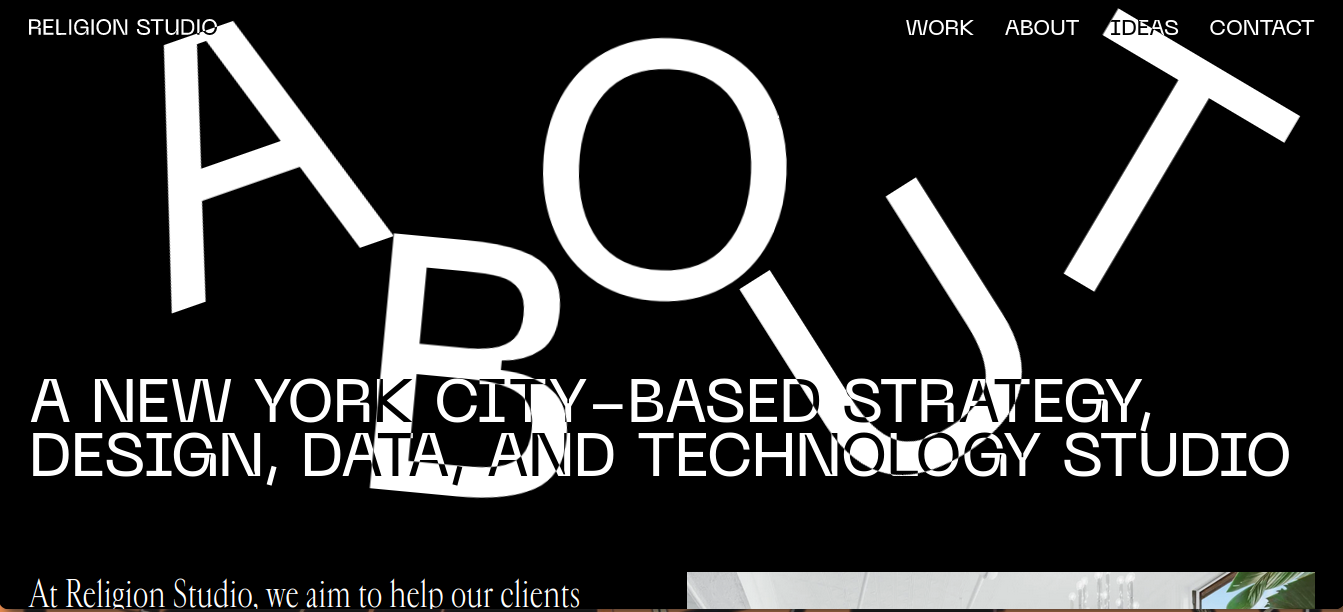 RELIGION STUDIO
WORK ABOUT IDEAS CONTACT
ABOUT
A NEW YORK CITY–BASED STRATEGY,
DESIGN, DATA, AND TECHNOLOGY STUDIO
At Religion Studio, we aim to help our clients